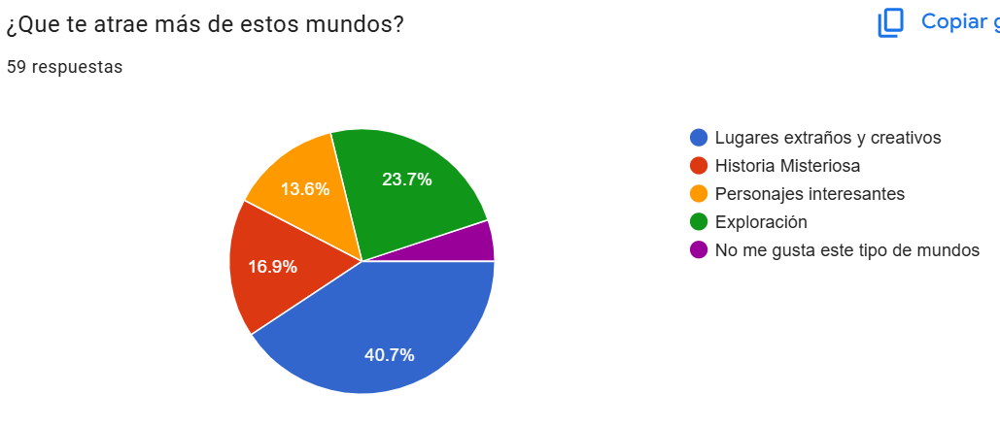 ¿Que te atrae más de estos mundos?
Copiar
59 respuestas
Lugares extraños y creativos
Historia Misteriosa
Personajes interesantes
Exploración
No me gusta este tipo de mundos
23.7%
13.6%
16.9%
40.7%